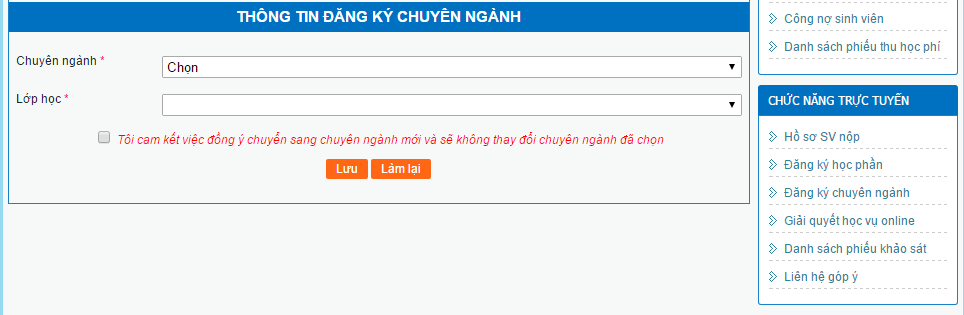 THÔNG TIN ĐĂNG KÝ CHUYÊN NGÀNH
Chuyên ngành *
Chọn
Lớp học *
Tôi cam kết việc đồng ý chuyển sang chuyên ngành mới và sẽ không thay đổi chuyên ngành đã chọn
Lưu Làm lại
Công nợ sinh viên
Danh sách phiếu thu học phí
CHỨC NĂNG TRỰC TUYẾN
Hồ sơ SV nộp
Đăng ký học phần
Đăng ký chuyên ngành
Giải quyết học vụ online
Danh sách phiếu khảo sát
Liên hệ góp ý